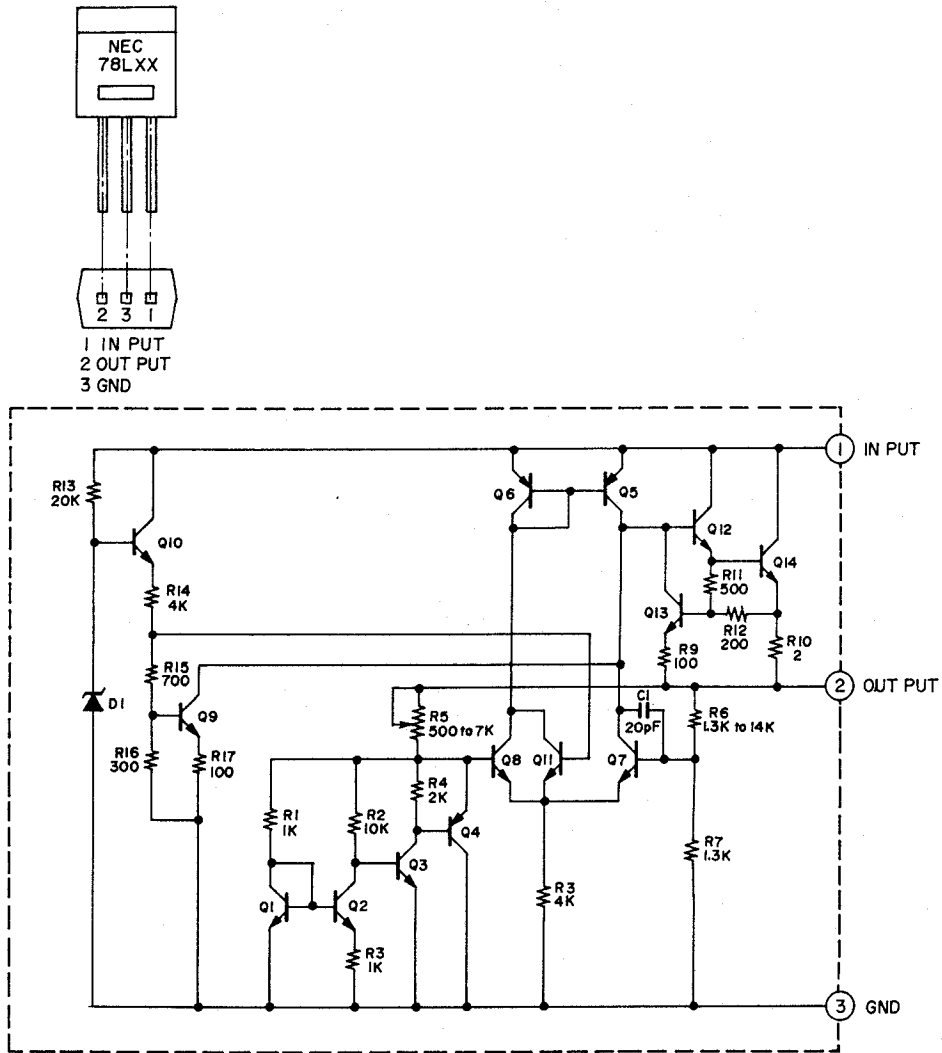 NEC
78LXX
2 3 1
1 IN PUT
2 OUT PUT
3 GND
1 IN PUT
R13
20K
Q10
Q6
Q5
Q12
Q14
R14
4K
R11
500
Q13
R12
200
R10
2
R9
100
R15
700
2 OUT PUT
D1
Q9
R5
500 to 7K
C1
20pF
R6
1.3K to 14K
R16
300
R17
100
Q8
Q11
Q7
R1
1K
R2
10K
R4
2K
Q4
Q3
R7
1.3K
Q1
Q2
R3
4K
R3
1K
3 GND